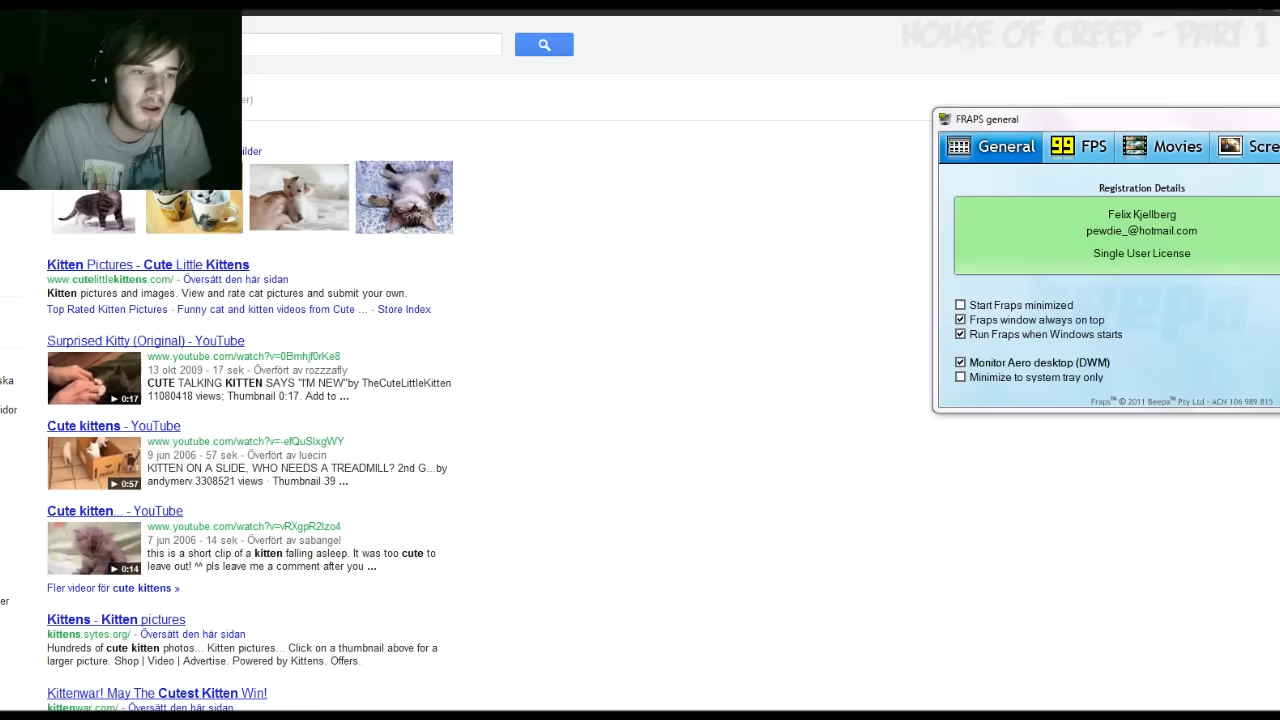 HOUSE OF CREEP - PART 1
er)
ilder
Kitten Pictures - Cute Little Kittens
www.cutelittlekittens.com/ - Översätt den här sidan
Kitten pictures and images. View and rate cat pictures and submit your own.
Top Rated Kitten Pictures - Funny cat and kitten videos from Cute ... - Store Index
Surprised Kitty (Original) - YouTube
www.youtube.com/watch?v=0Bmhjf0rKe8
13 okt 2009 - 17 sek - Överfört av rozzzafly
CUTE TALKING KITTEN SAYS "I'M NEW"by TheCuteLittleKitten
11080418 views; Thumbnail 0:17. Add to ...
0:17
Cute kittens - YouTube
www.youtube.com/watch?v=-efQuSlxgWY
9 jun 2006 - 57 sek - Överfört av luecin
KITTEN ON A SLIDE, WHO NEEDS A TREADMILL? 2nd G...by
andymerv 3308521 views · Thumbnail 39 ...
0:57
Cute kitten... - YouTube
www.youtube.com/watch?v=vRXgpR2Izo4
7 jun 2006 - 14 sek - Överfört av sabangel
this is a short clip of a kitten falling asleep. It was too cute to
leave out! ^^ pls leave me a comment after you ...
0:14
Fler videor för cute kittens »
Kittens - Kitten pictures
kittens.sytes.org/ - Översätt den här sidan
Hundreds of cute kitten photos... Kitten pictures... Click on a thumbnail above for a
larger picture. Shop | Video | Advertise. Powered by Kittens. Offers.
Kittenwar! May The Cutest Kitten Win!
kittenwar.com/ - Översätt den här sidan
ska
idor
er
FRAPS general
General
99 FPS
Movies
Scre
Registration Details
Felix Kjellberg
pewdie_@hotmail.com
Single User License
Start Fraps minimized
Fraps window always on top
Run Fraps when Windows starts
Monitor Aero desktop (DWM)
Minimize to system tray only
Fraps™ © 2011 Beepa™ Pty Ltd - ACN 106 989 815